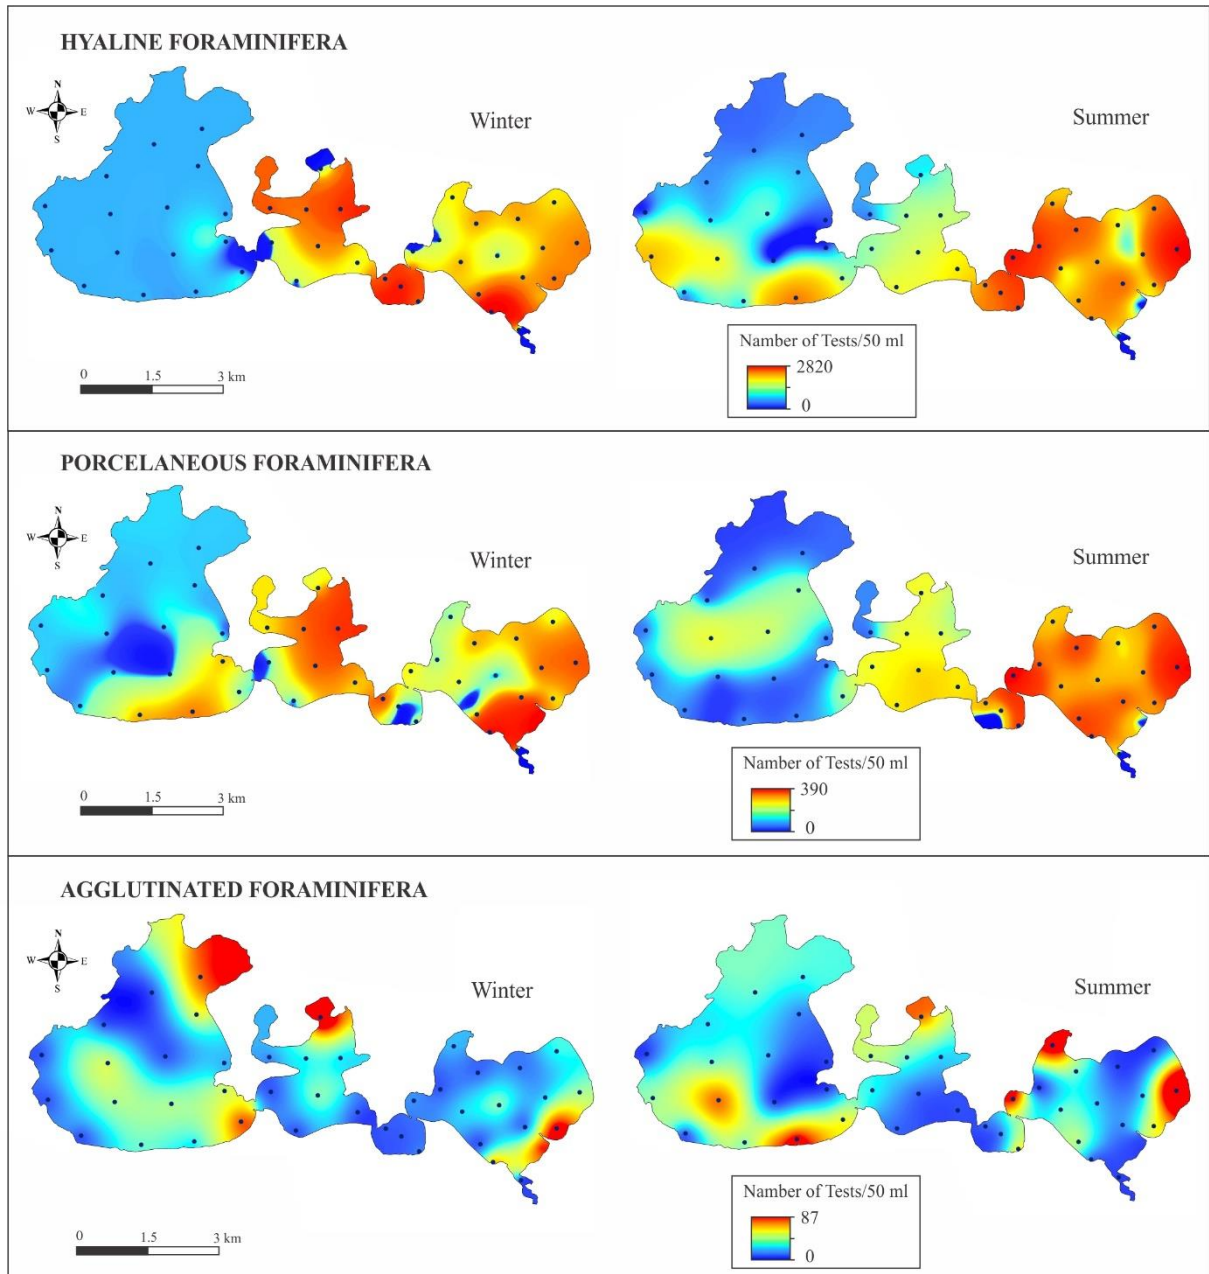 HYALINE FORAMINIFERA
N
W E
S
Winter
Summer
0 1.5 3 km
Namber of Tests/50 ml
2820
0
PORCELANEOUS FORAMINIFERA
N
W E
S
Winter
Summer
0 1.5 3 km
Namber of Tests/50 ml
390
0
AGGLUTINATED FORAMINIFERA
N
W E
S
Winter
Summer
0 1.5 3 km
Namber of Tests/50 ml
87
0